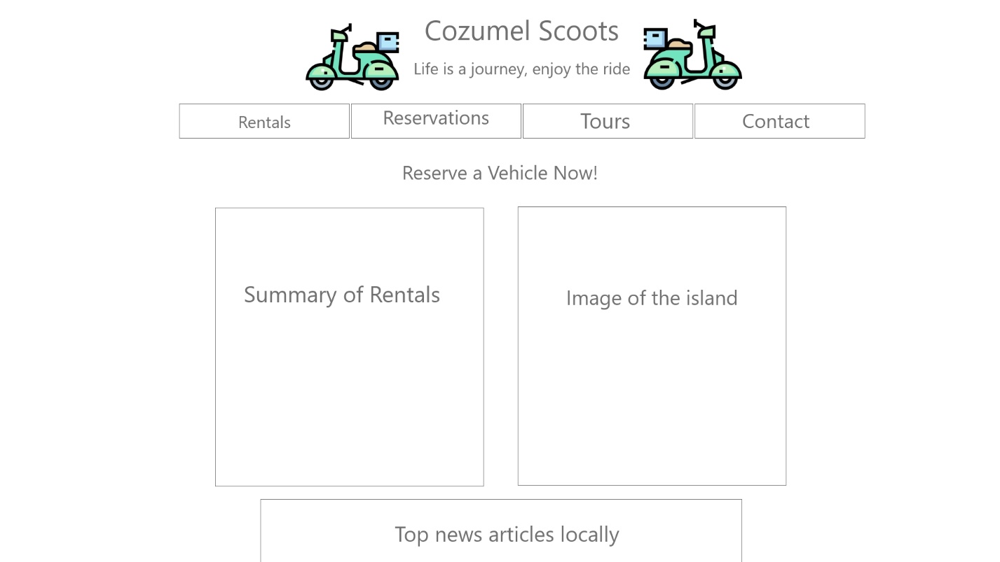 Cozumel Scoots
Life is a journey, enjoy the ride
Rentals
Reservations
Tours
Contact
Reserve a Vehicle Now!
Summary of Rentals
Image of the island
Top news articles locally